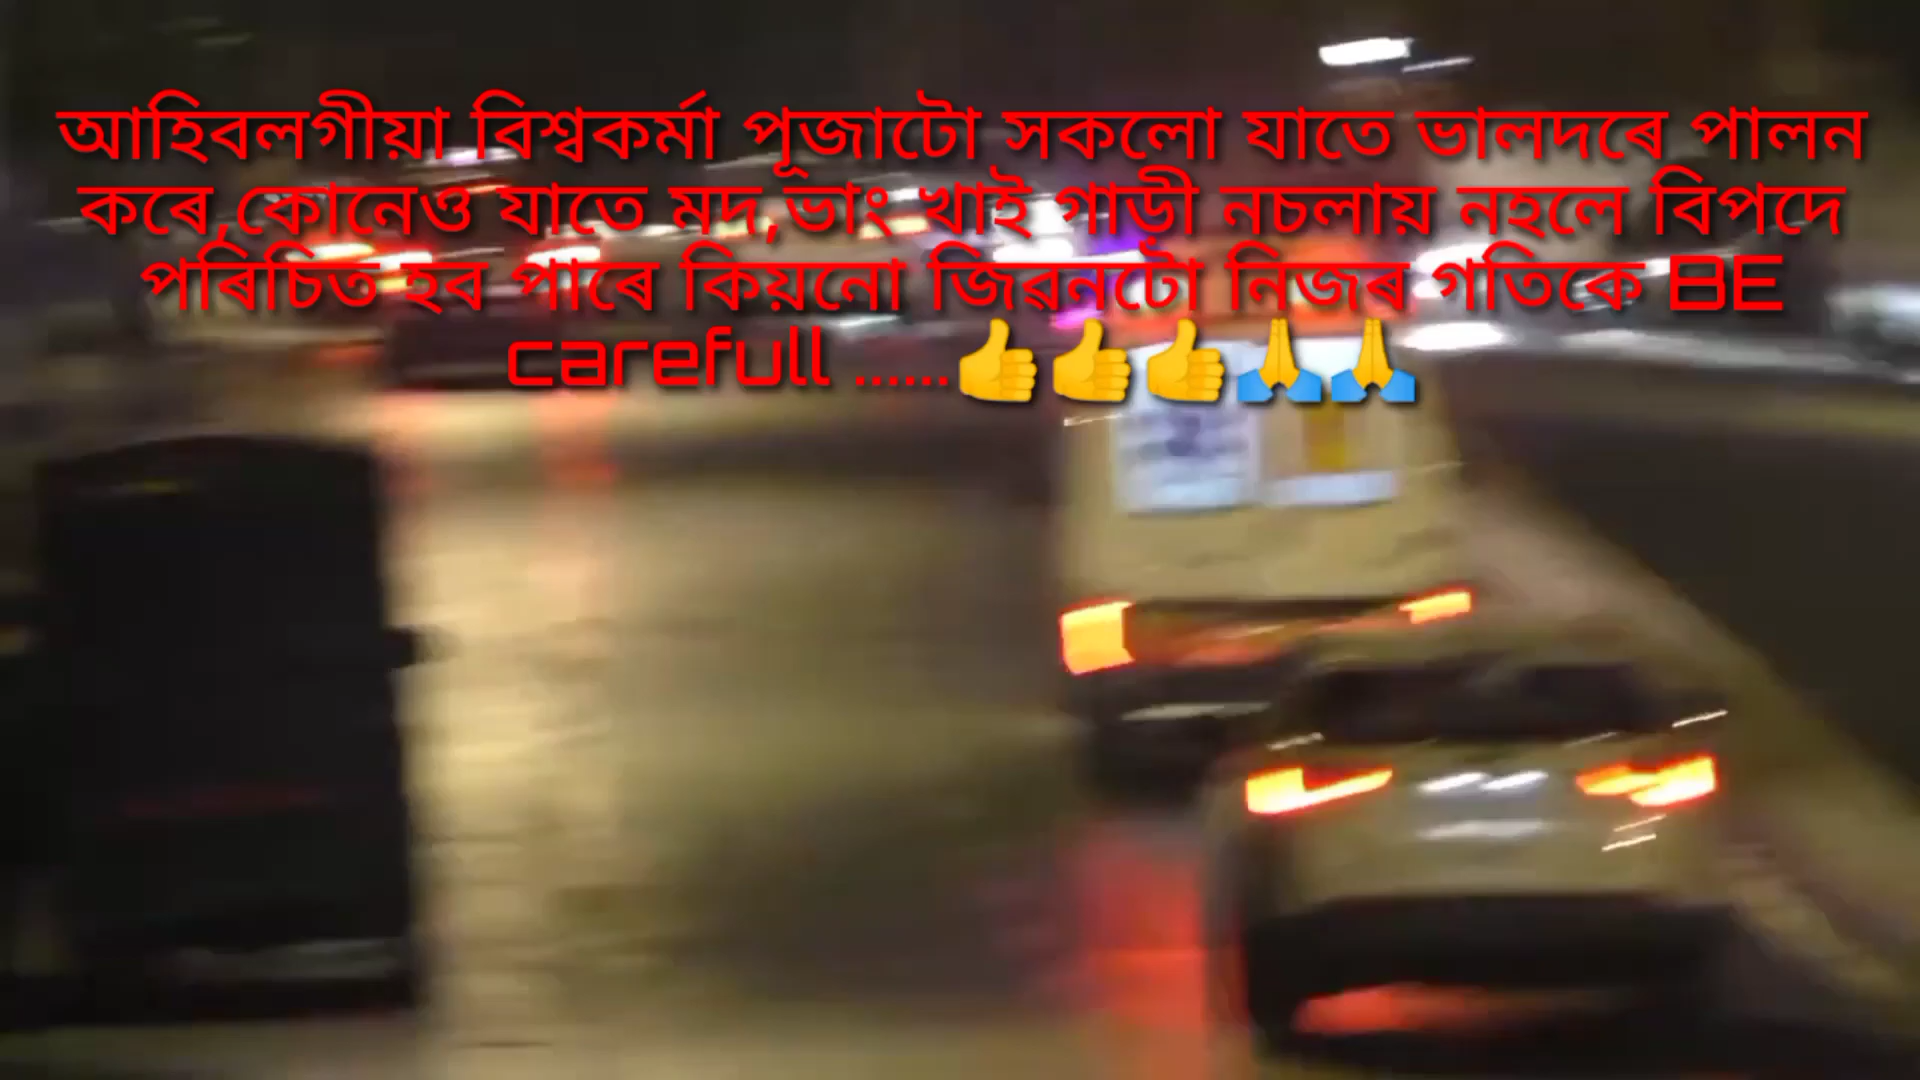 আহিবলগীয়া বিশ্বকৰ্মা পূজাটো সকলো যাতে ভালদৰে পালন
কৰে,কোনেও যাতে মদ,ভাং খাই গাড়ী নচলায় নহলে বিপদে
পৰিচিত হব পাৰে কিয়নো জিৱনটো নিজৰ গতিকে BE
carefull ......👍👍👍🙏🙏